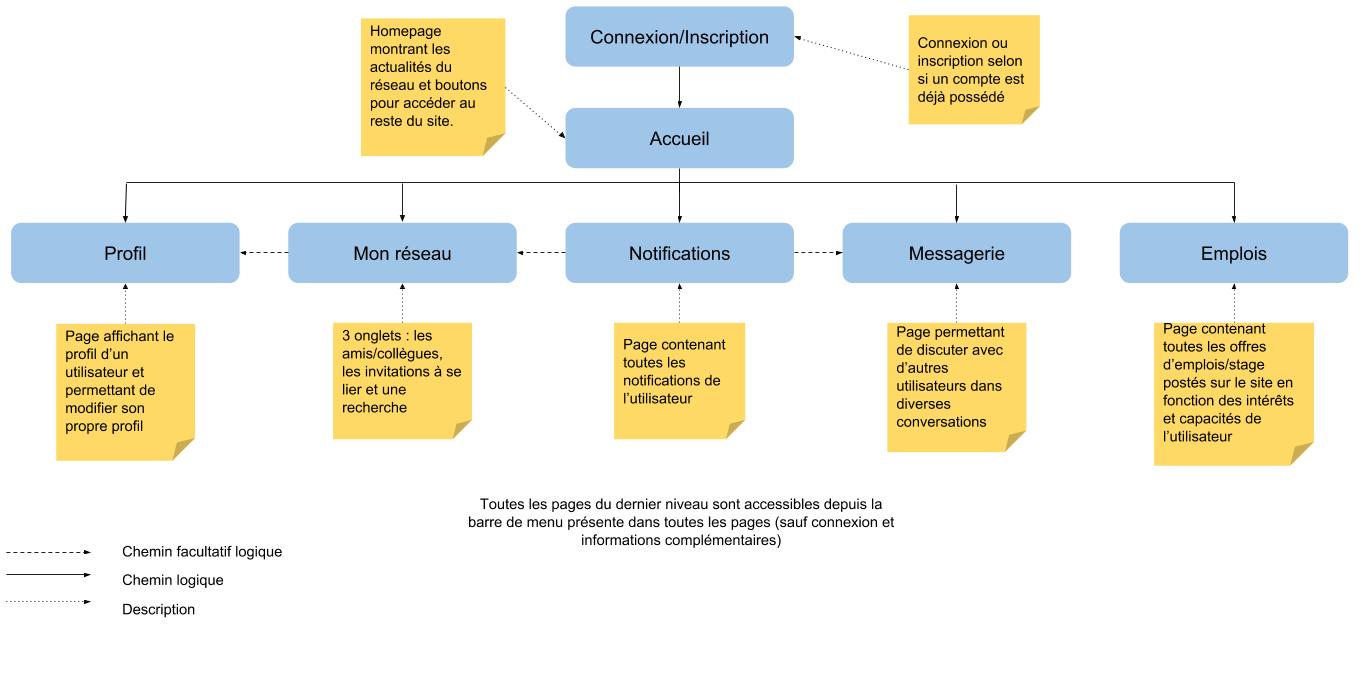 Homepage
montrant les
actualités du
réseau et boutons
pour accéder au
reste du site.
Connexion/Inscription
Connexion ou
inscription selon
si un compte est
déjà possédé
Accueil
Profil
Mon réseau
Notifications
Messagerie
Emplois
Page affichant le
profil d’un
utilisateur et
permettant de
modifier son
propre profil
3 onglets : les
amis/collègues,
les invitations à se
lier et une
recherche
Page contenant
toutes les
notifications de
l’utilisateur
Page permettant
de discuter avec
d’autres
utilisateurs dans
diverses
conversations
Page contenant
toutes les offres
d’emplois/stage
postés sur le site en
fonction des intérêts
et capacités de
l’utilisateur
Toutes les pages du dernier niveau sont accessibles depuis la
barre de menu présente dans toutes les pages (sauf connexion et
informations complémentaires)
Chemin facultatif logique
Chemin logique
Description